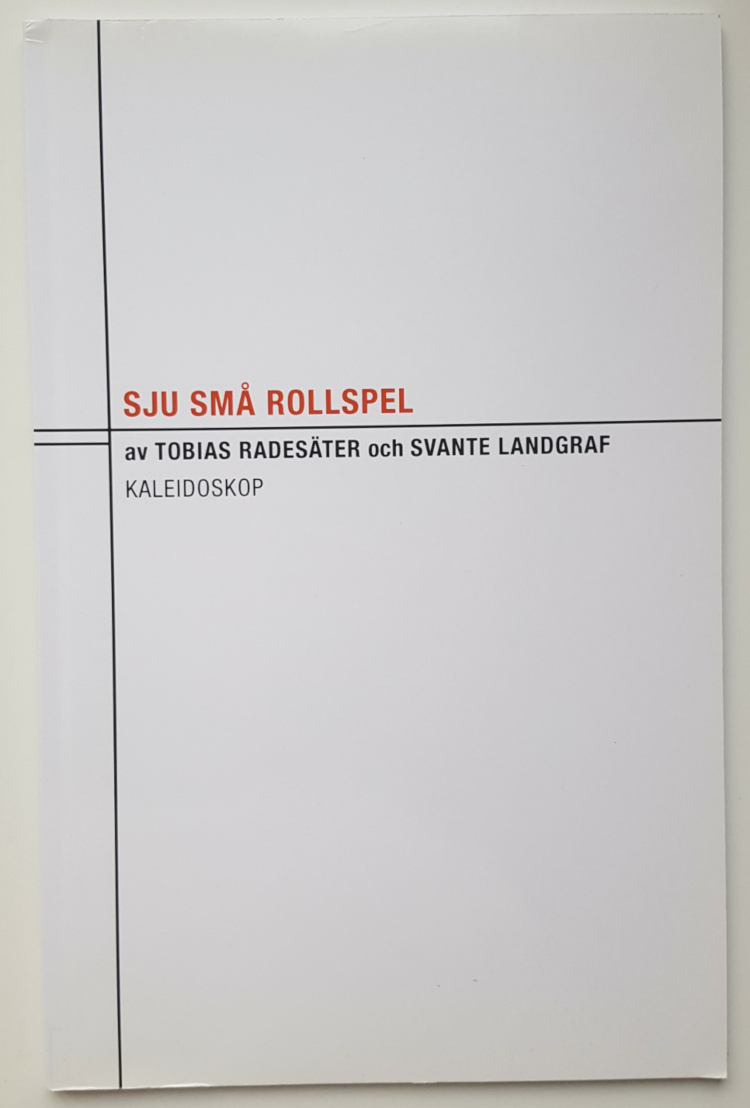 SJU SMÅ ROLLSPEL
av TOBIAS RADESÄTER och SVANTE LANDGRAF
KALEIDOSKOP